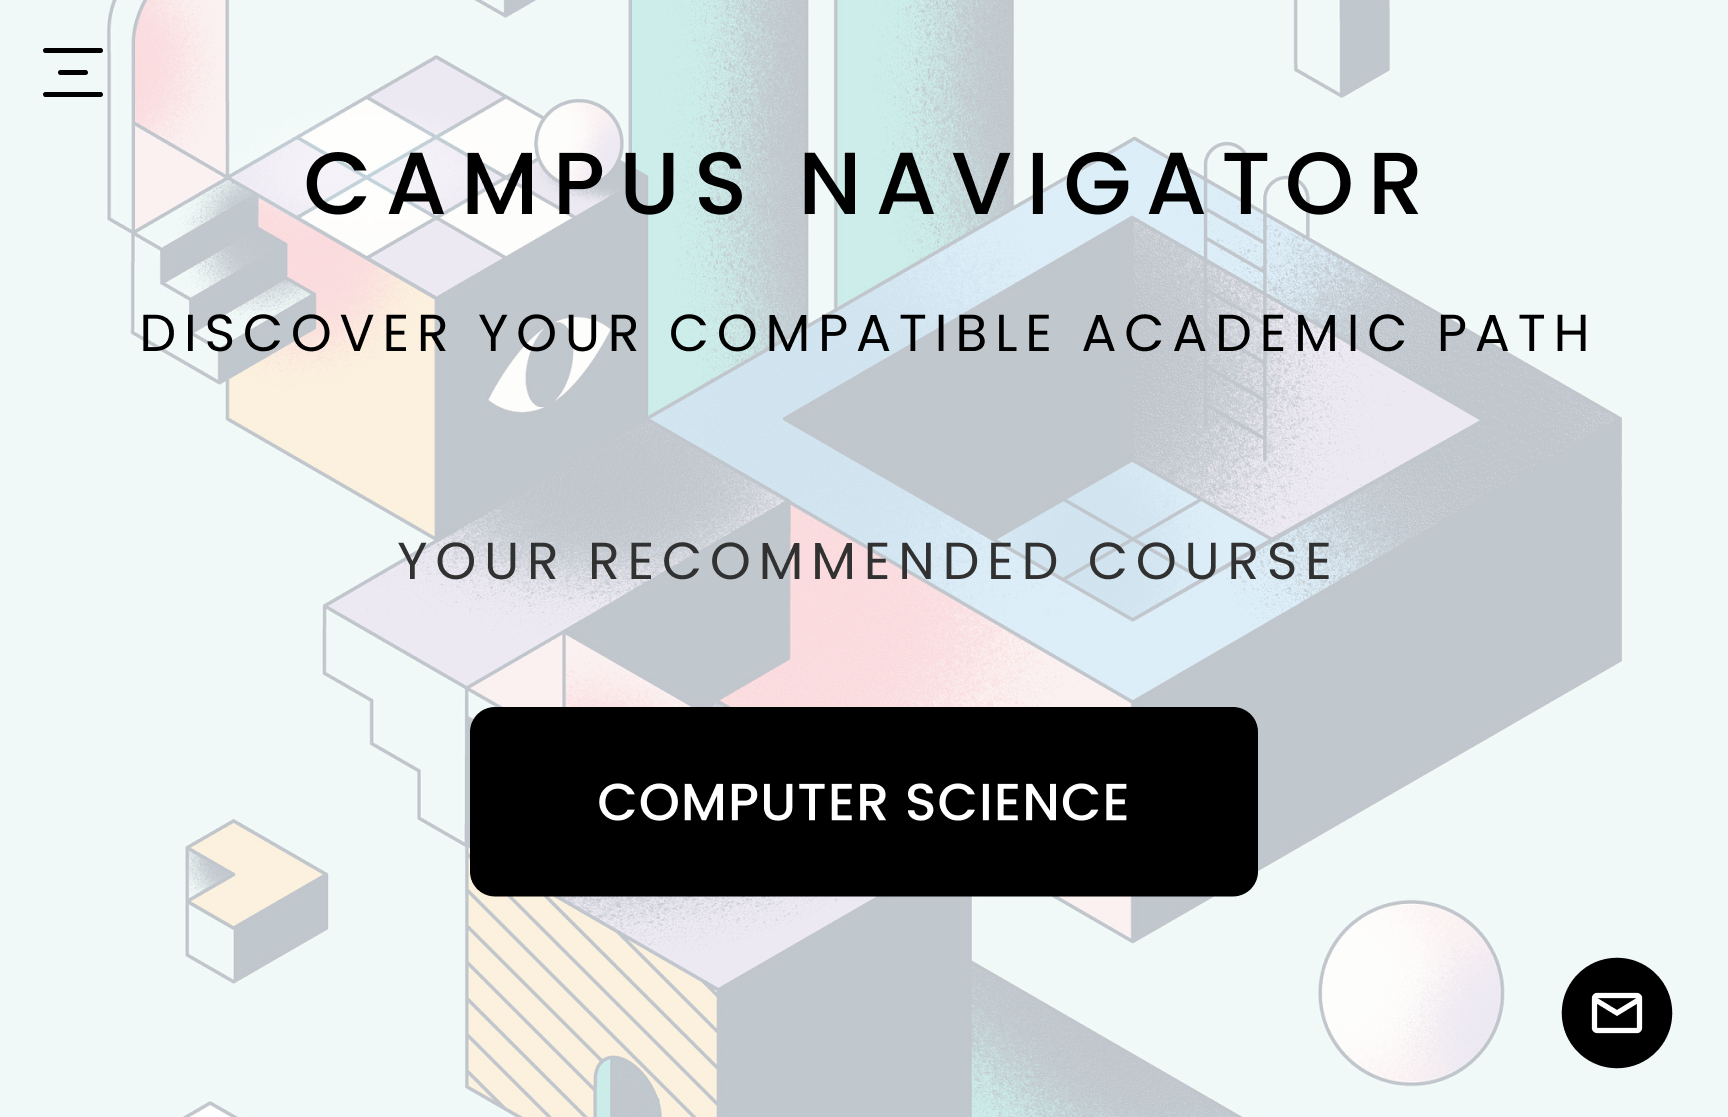 CAMPUS NAVIGATOR
DISCOVER YOUR COMPATIBLE ACADEMIC PATH
YOUR RECOMMENDED COURSE
COMPUTER SCIENCE